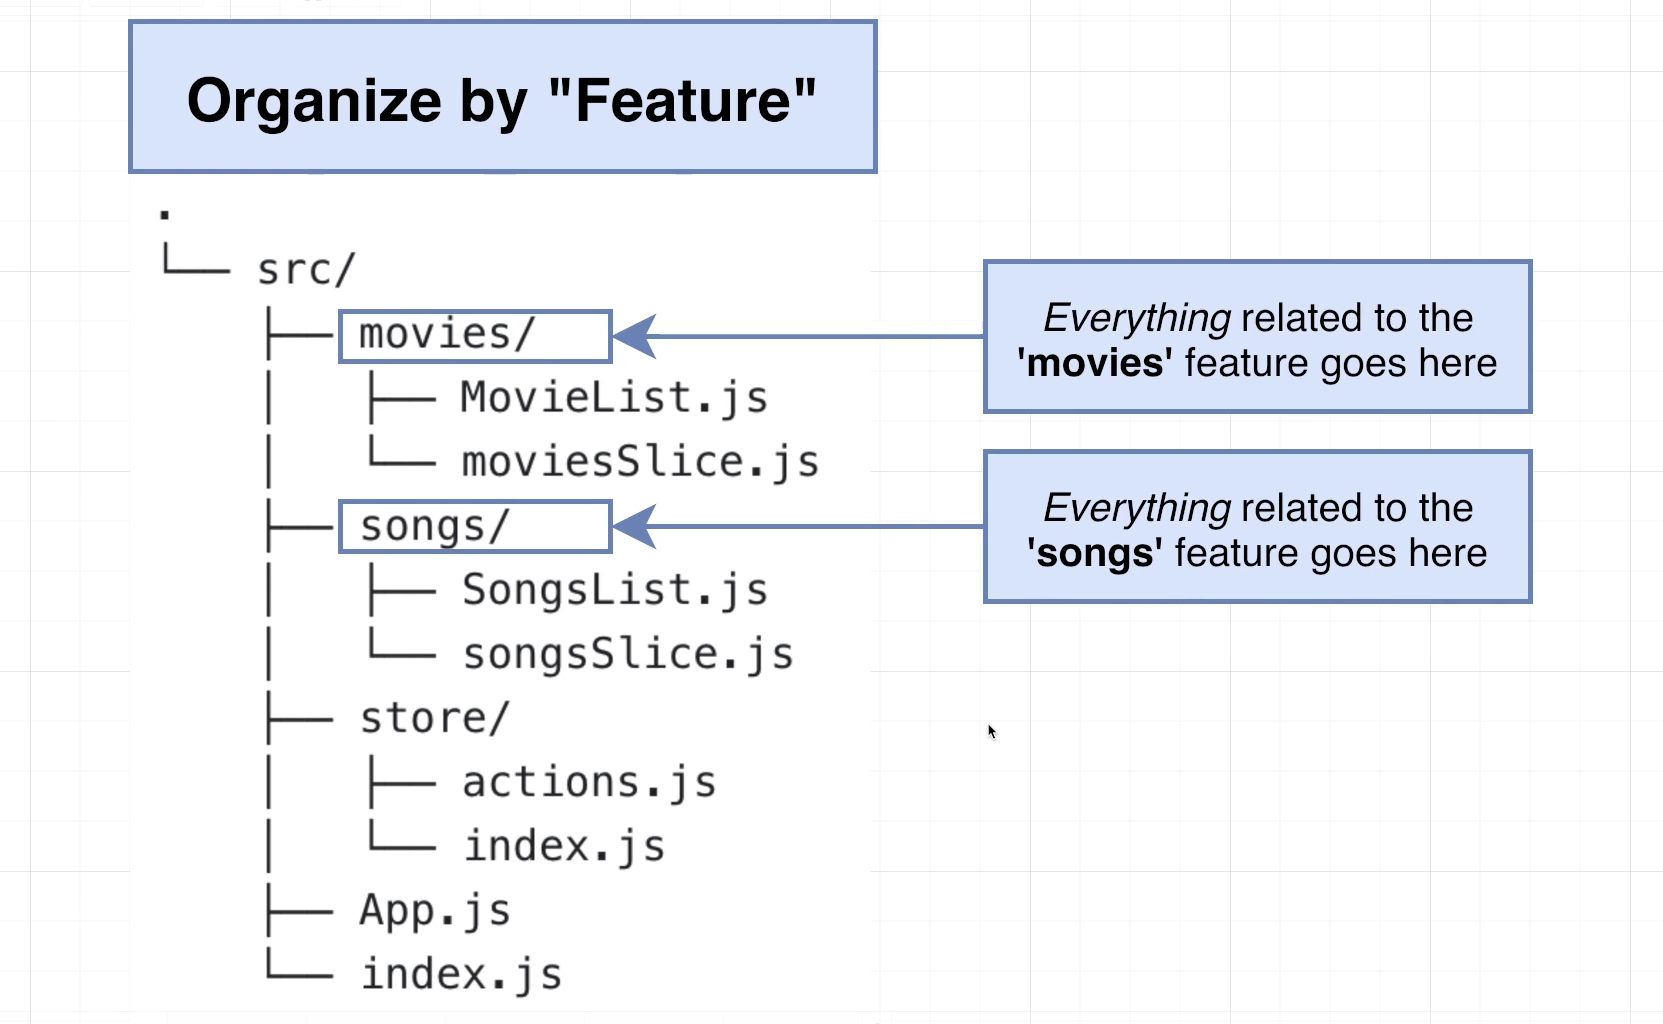 Organize by "Feature"
.
└── src/
├── movies/
│ ├── MovieList.js
│ └── moviesSlice.js
├── songs/
│ ├── SongsList.js
│ └── songsSlice.js
├── store/
│ ├── actions.js
│ └── index.js
├── App.js
└── index.js
Everything related to the
'movies' feature goes here
Everything related to the
'songs' feature goes here